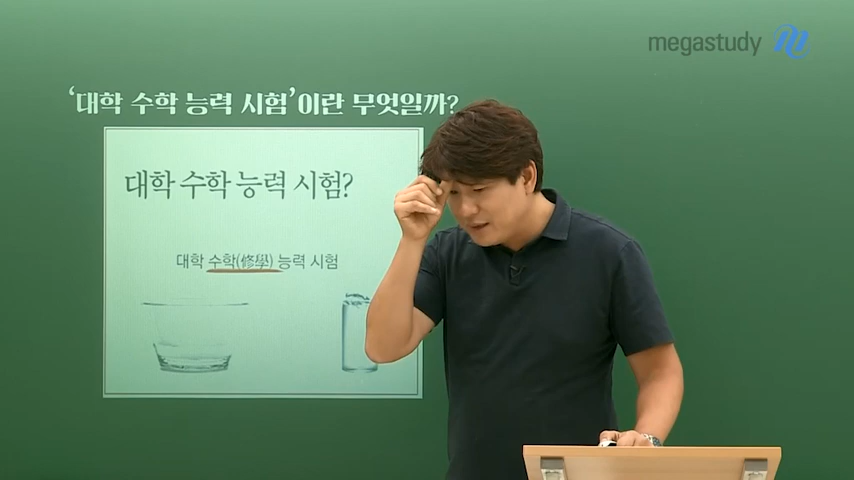 megastudy
‘대학 수학 능력 시험’이란 무엇일까?
대학 수학 능력 시험?
대학 수학(修學) 능력 시험